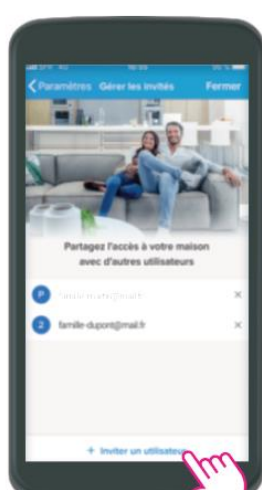 Paramètres Gérer les invités Fermer
Partagez l'accès à votre maison
avec d'autres utilisateurs
P ×
2 famille-dupont@mail.fr ×
+ Inviter un utilisateur